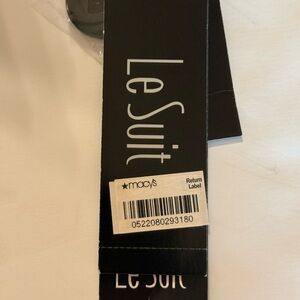 Le Suit
★macy's
Return
Label
0522080293180
Le Suit